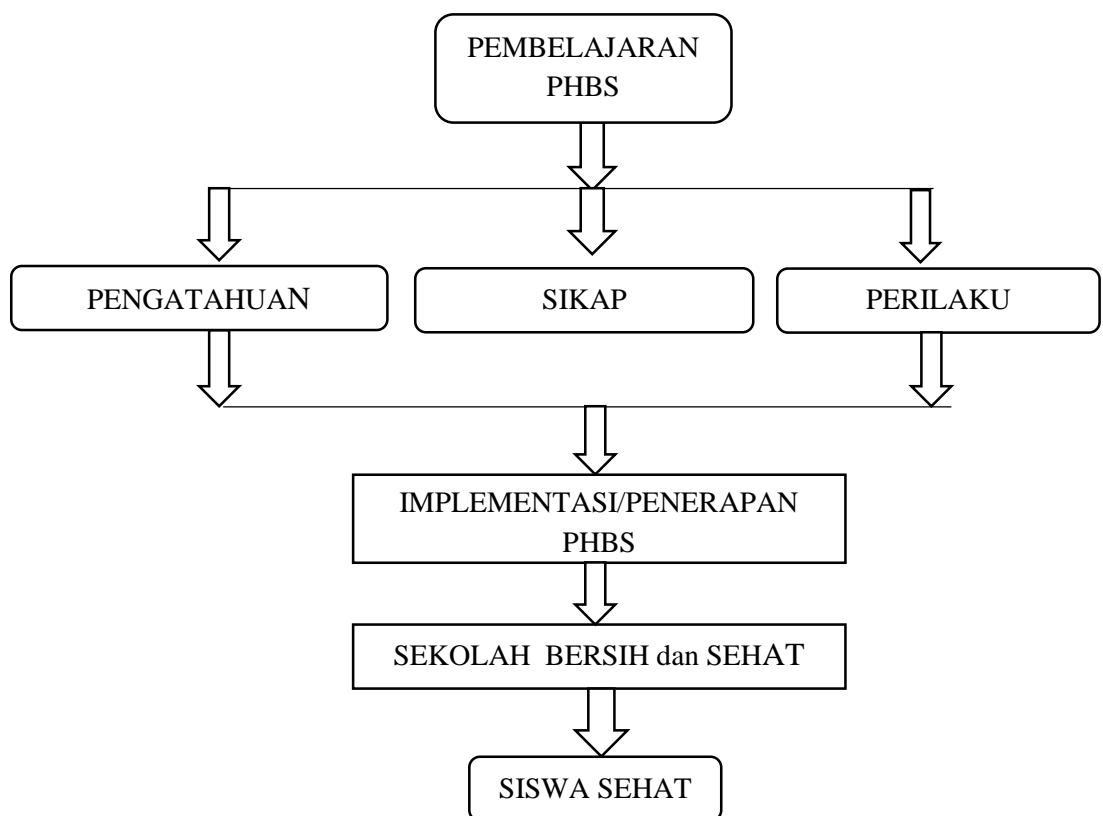 PEMBELAJARAN
PHBS
PENGATAHUAN
SIKAP
PERILAKU
IMPLEMENTASI/PENERAPAN
PHBS
SEKOLAH BERSIH dan SEHAT
SISWA SEHAT